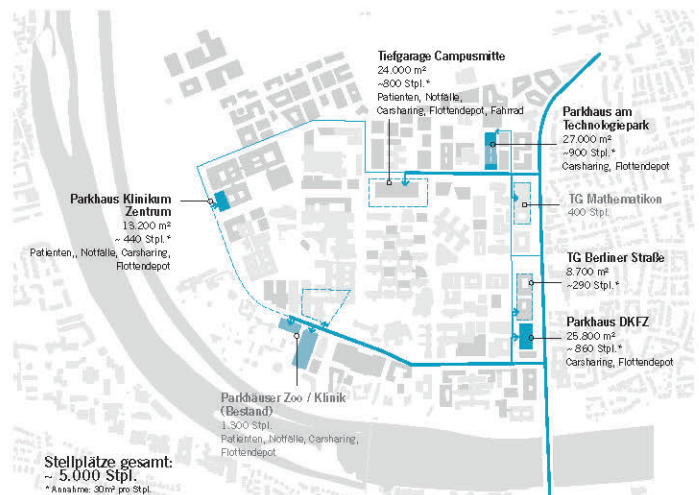 Tiefgarage Campusmitte
24.000 m²
~800 Stpl.*
Patienten, Notfälle,
Carsharing, Flottendepot, Fahrrad
Parkhaus am
Technologiepark
27.000 m²
~900 Stpl.*
Carsharing, Flottendepot
Parkhaus Klinikum
Zentrum
13.200 m²
~ 440 Stpl.*
Patienten,, Notfälle, Carsharing,
Flottendepot
TG Mathematikon
400 Stpl.
TG Berliner Straße
8.700 m²
~290 Stpl.*
Parkhaus DKFZ
25.800 m²
~ 860 Stpl.*
Carsharing, Flottendepot
Parkhäuser Zoo / Klinik
(Bestand)
1.300 Stpl.
Patienten, Notfälle, Carsharing,
Flottendepot
Stellplätze gesamt:
~ 5.000 Stpl.
* Annahme: 30m² pro Stpl.